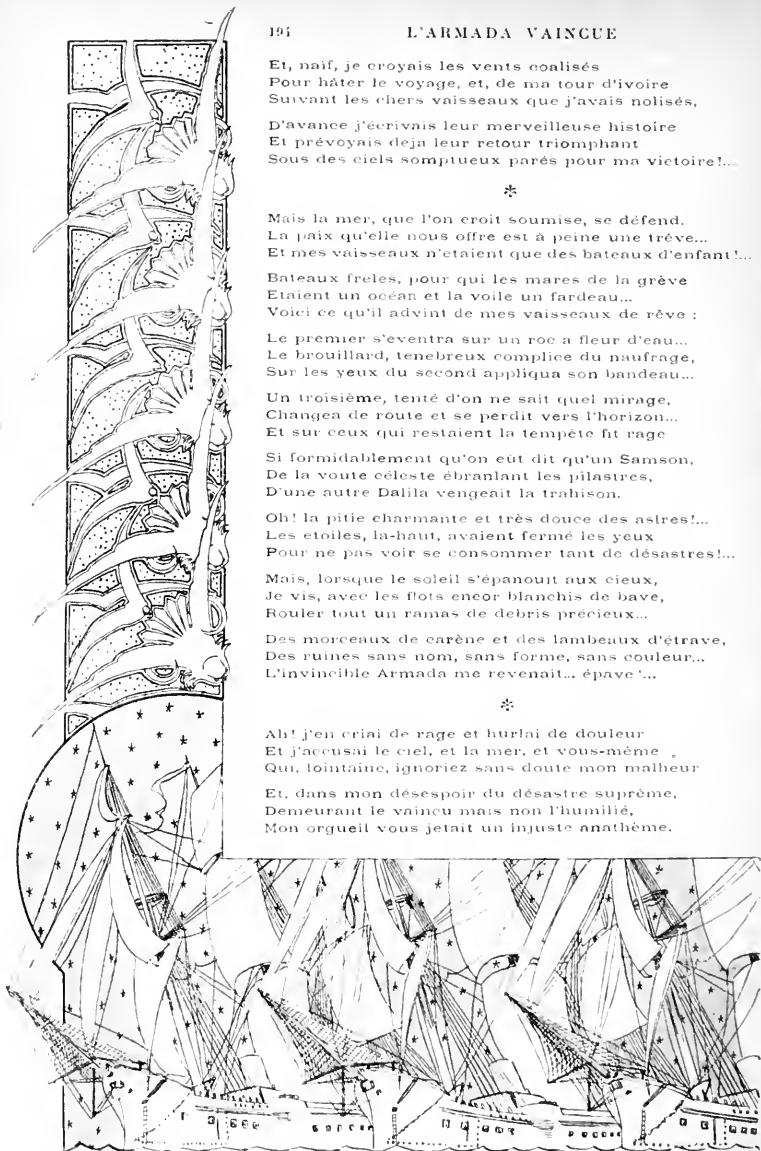 194 L'ARMADA VAINCUE
Et, naïf, je croyais les vents coalisés
Pour hâter le voyage, et, de ma tour d'ivoire
Suivant les chers vaisseaux que j'avais nolisés,
D'avance j'écrivais leur merveilleuse histoire
Et prévoyais deja leur retour triomphant
Sous des ciels somptueux parés pour ma victoire!...
*
Mais la mer, que l'on croit soumise, se défend.
La paix qu'elle nous offre est à peine une trêve...
Et mes vaisseaux n'etaient que des bateaux d'enfant!...
Bateaux freles, pour qui les mares de la grève
Etaient un océan et la voile un fardeau...
Voici ce qu'il advint de mes vaisseaux de rêve :
Le premier s'eventra sur un roc a fleur d'eau...
Le brouillard, tenebreux complice du naufrage,
Sur les yeux du second appliqua son bandeau...
Un troisième, tenté d'on ne sait quel mirage,
Changea de route et se perdit vers l'horizon...
Et sur ceux qui restaient la tempête fit rage
Si formidablement qu'on eût dit qu'un Samson,
De la voute céleste ébranlant les pilastres,
D'une autre Dalila vengeait la trahison.
Oh! la pitie charmante et très douce des astres!...
Les etoiles, la-haut, avaient fermé les yeux
Pour ne pas voir se consommer tant de désastres!...
Mais, lorsque le soleil s'épanouit aux cieux,
Je vis, avec les flots encor blanchis de bave,
Rouler tout un ramas de debris précieux...
Des morceaux de carène et des lambeaux d'étrave,
Des ruines sans nom, sans forme, sans couleur...
L'invincible Armada me revenait... épave!...
*
Ah! j'en criai de rage et hurlai de douleur
Et j'accusai le ciel, et la mer, et vous-même
Qui, lointaine, ignoriez sans doute mon malheur
Et, dans mon désespoir du désastre suprême,
Demeurant le vaincu mais non l'humilié,
Mon orgueil vous jetait un injuste anathème.